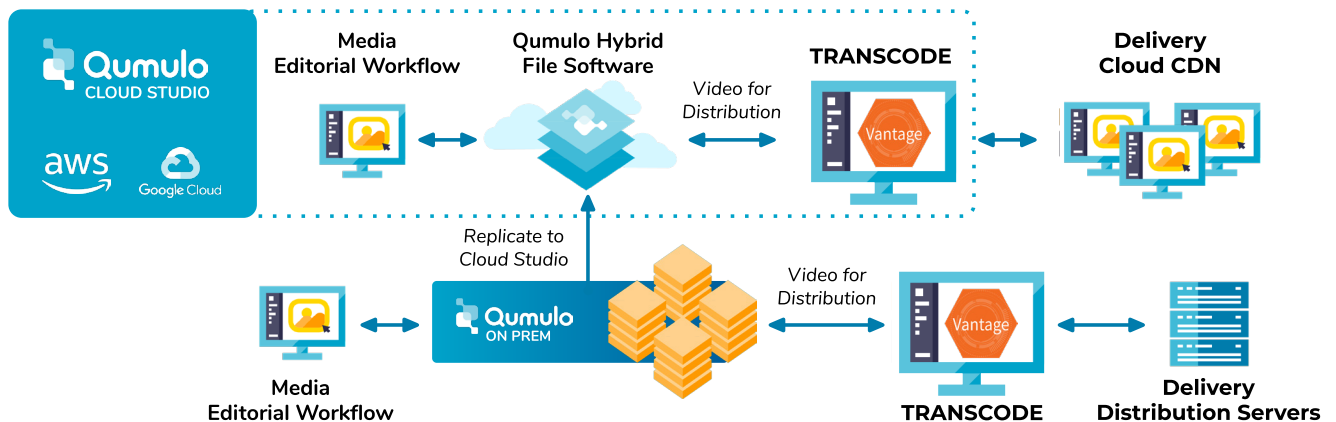 Qumulo
CLOUD STUDIO
aws
Google Cloud
Media
Editorial Workflow
Qumulo Hybrid
File Software
Video for
Distribution
TRANSCODE
Vantage
Delivery
Cloud CDN
Replicate to
Cloud Studio
Media
Editorial Workflow
Qumulo
ON PREM
Video for
Distribution
Vantage
TRANSCODE
Delivery
Distribution Servers